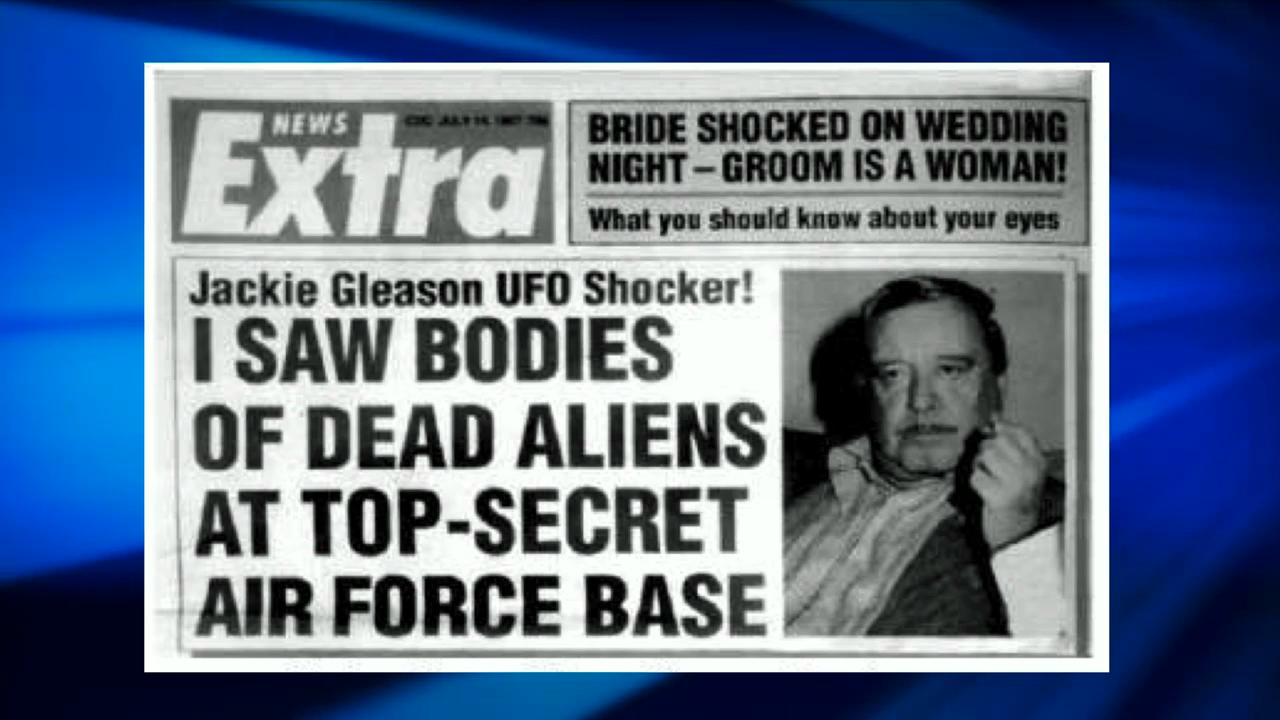 NEWS
Extra
BRIDE SHOCKED ON WEDDING
NIGHT – GROOM IS A WOMAN!
What you should know about your eyes
Jackie Gleason UFO Shocker!
I SAW BODIES
OF DEAD ALIENS
AT TOP-SECRET
AIR FORCE BASE